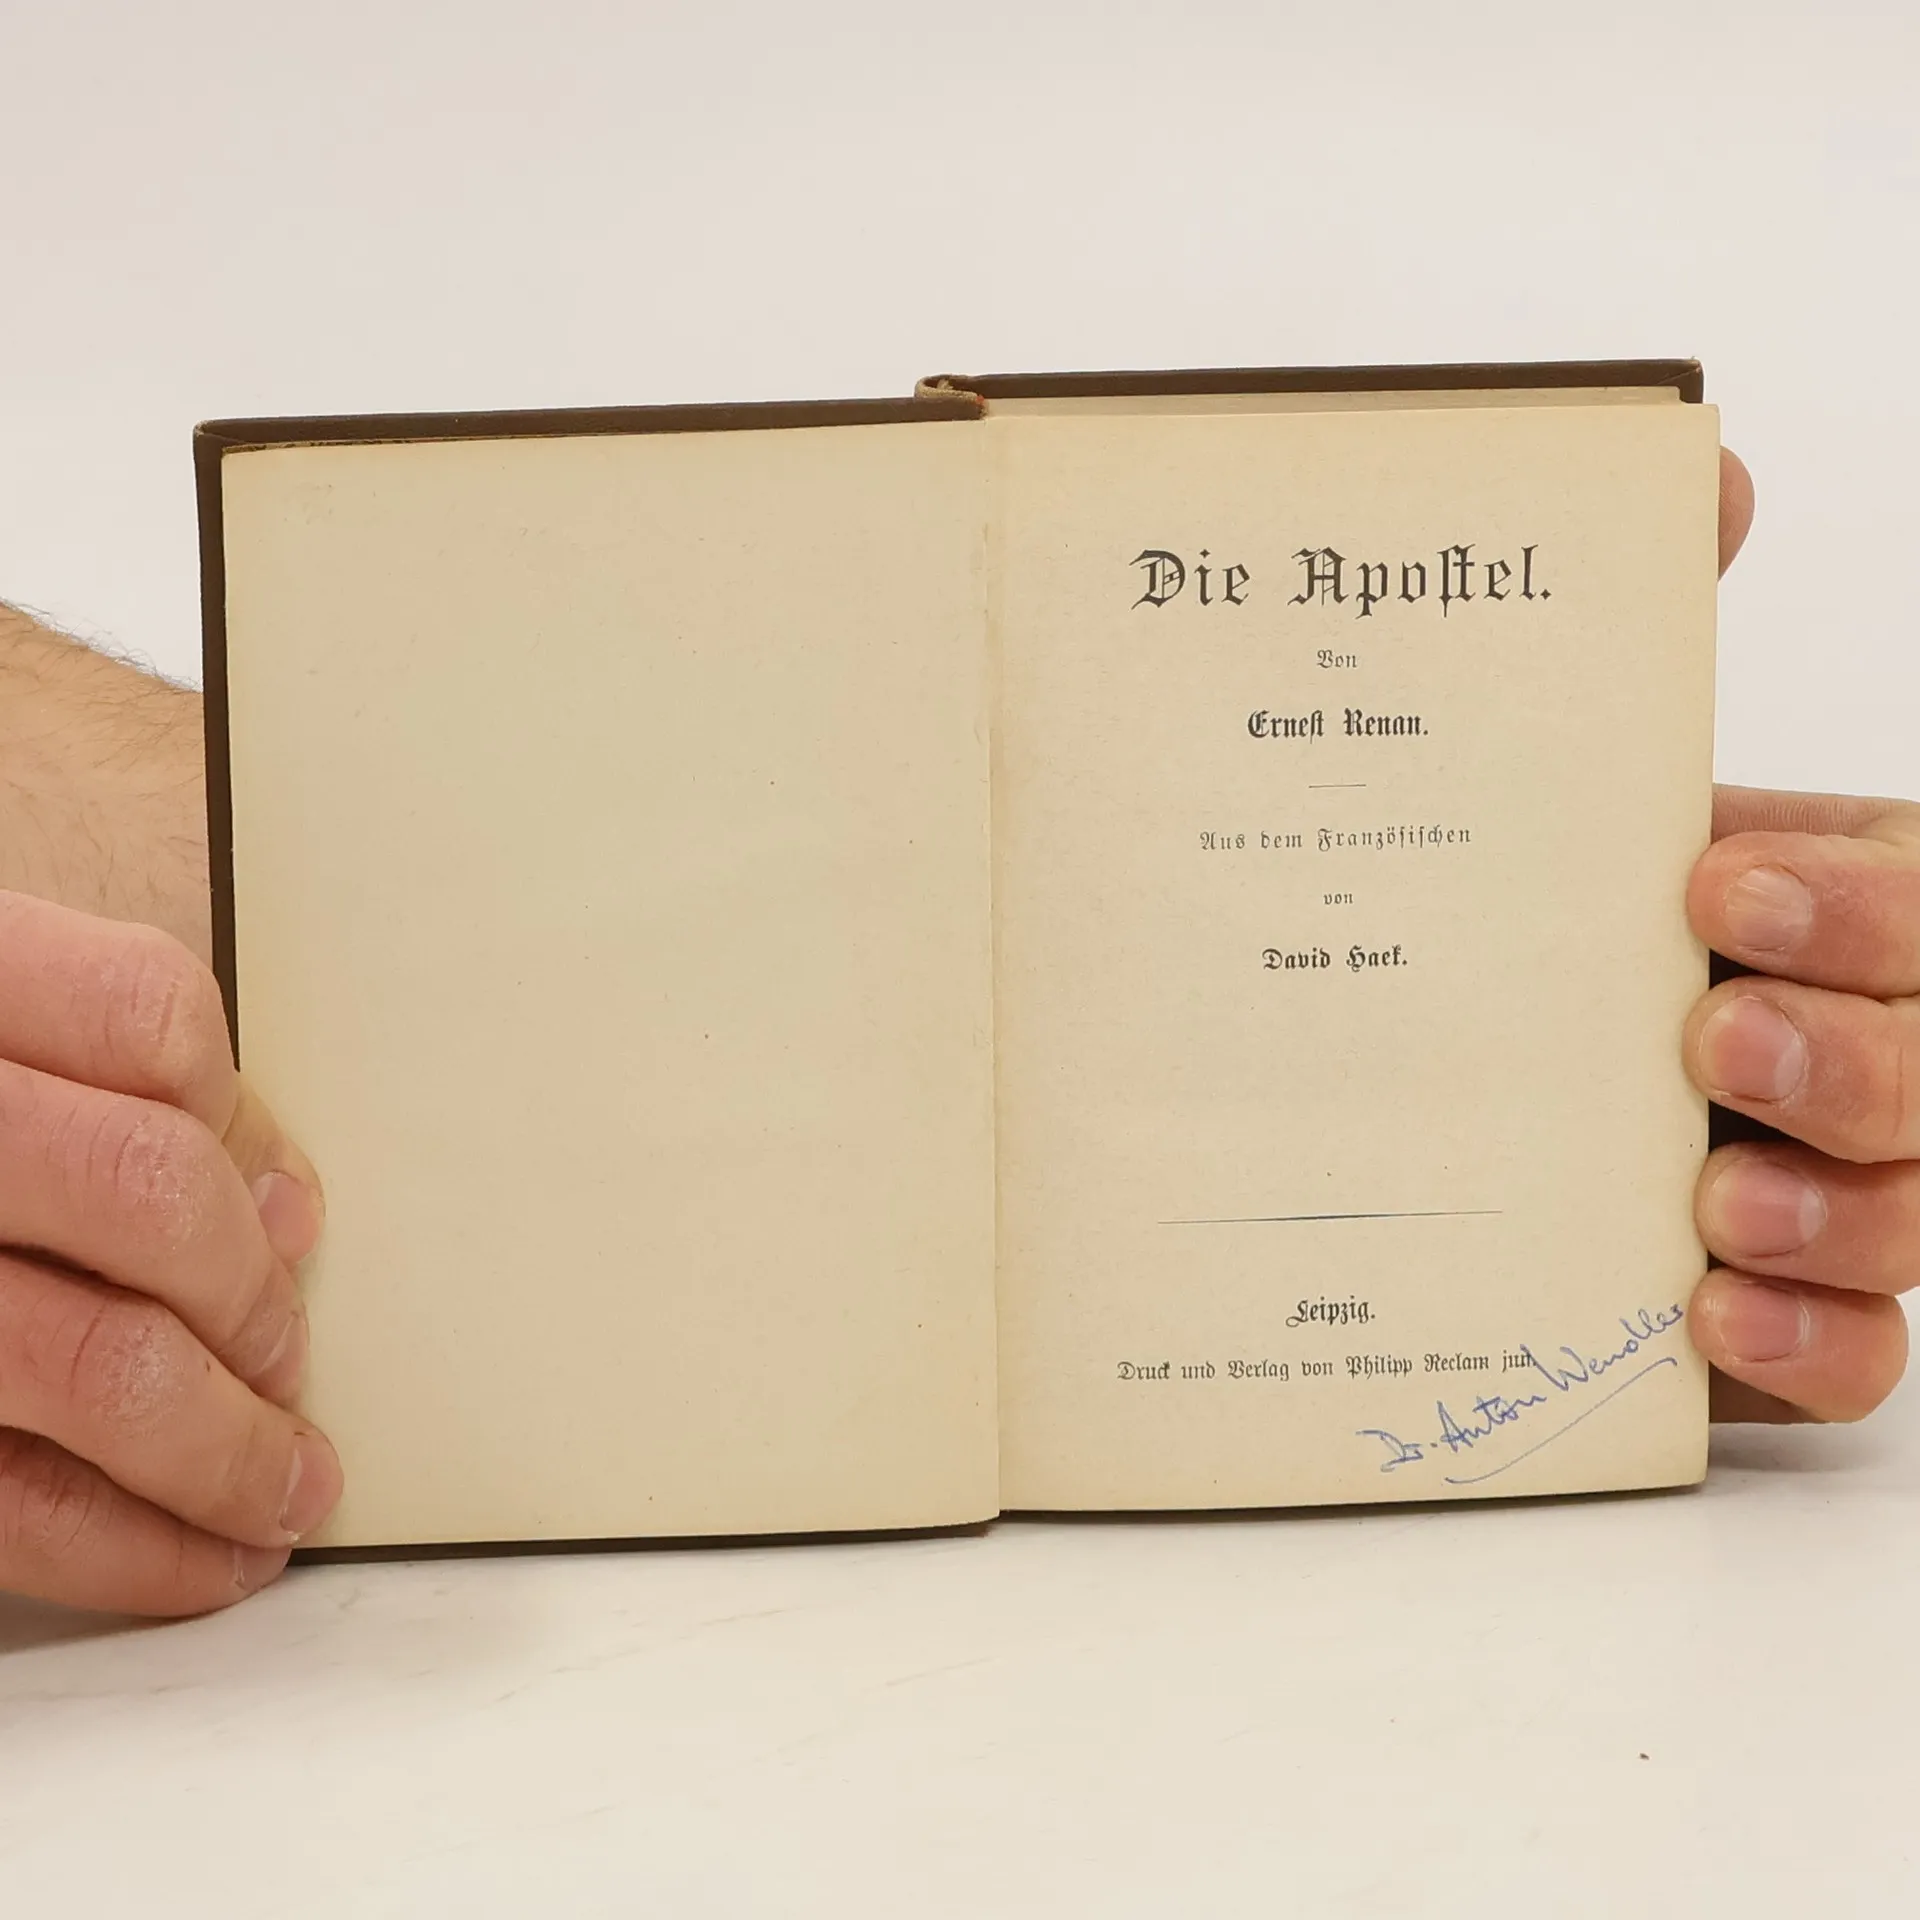 Die Apostel.
Von
Ernest Renan.
Aus dem Französischen
von
David Haek.
Leipzig.
Druck und Verlag von Philipp Reclam jun.
Dr. Anton Wendler